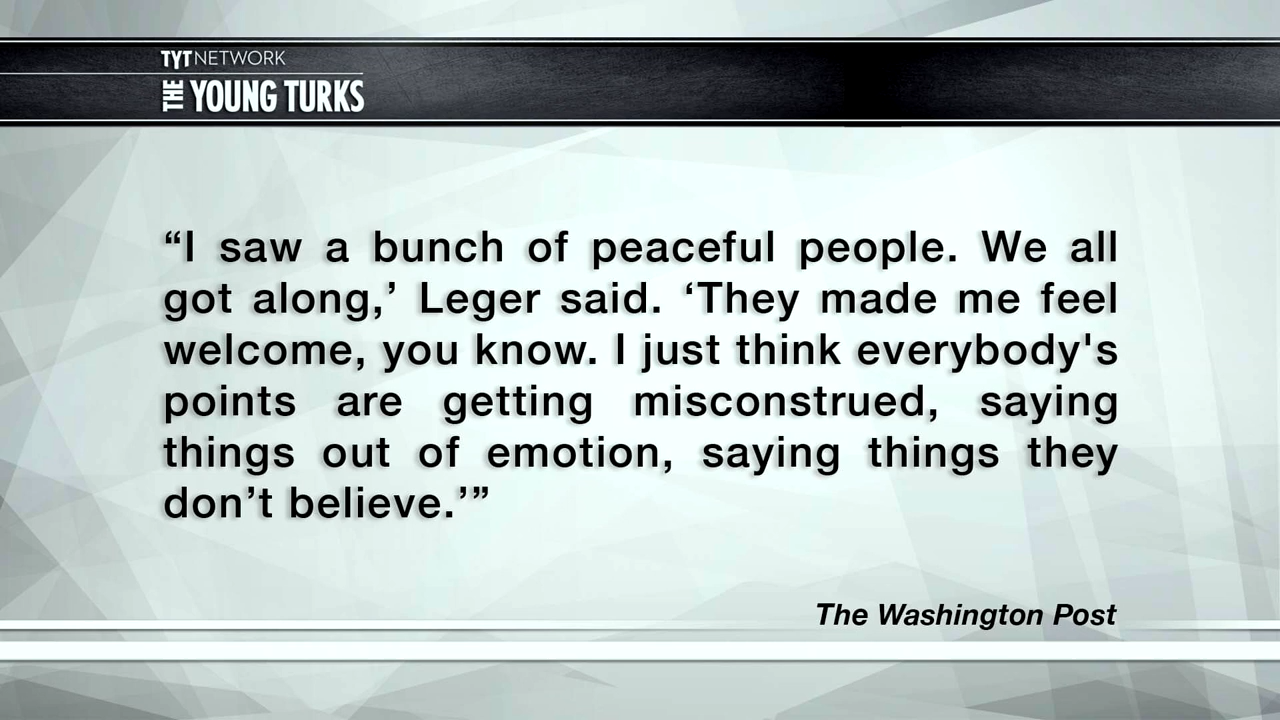 TYT NETWORK
THE YOUNG TURKS
“I saw a bunch of peaceful people. We all
got along,’ Leger said. ‘They made me feel
welcome, you know. I just think everybody's
points are getting misconstrued, saying
things out of emotion, saying things they
don’t believe.’”
The Washington Post